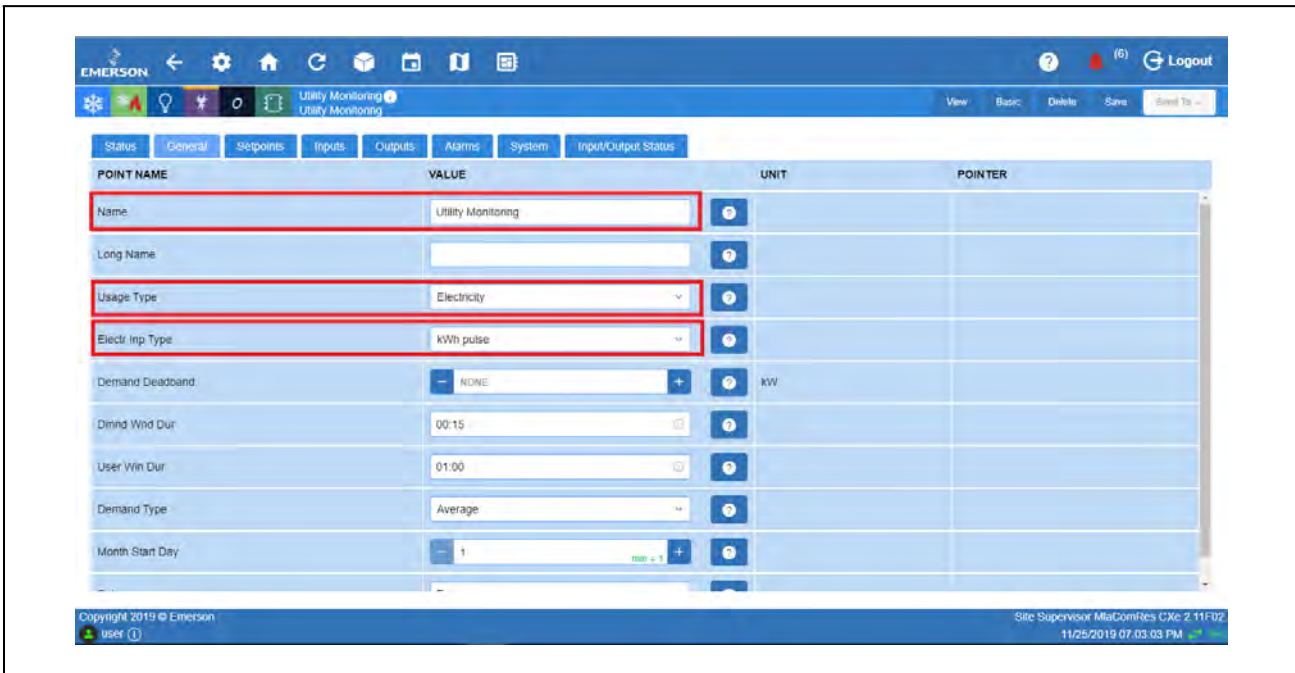 EMERSON
(6) Logout
Utility Monitoring
Utility Monitoring
View Basic Delete Save Send To
Status General Setpoints Inputs Outputs Alarms System Input/Output Status
POINT NAME VALUE UNIT POINTER
Name Utility Monitoring ?
Long Name ?
Usage Type Electricity ?
Electr Inp Type kWh pulse ?
Demand Deadband - NONE + ? kW
Dmnd Wnd Dur 00:15 ?
User Win Dur 01:00 ?
Demand Type Average ?
Month Start Day - 1 min = 1 + ?
Copyright 2019 © Emerson
Site Supervisor MiaComRes CXe 2.11F02
user
11/25/2019 07:03:03 PM